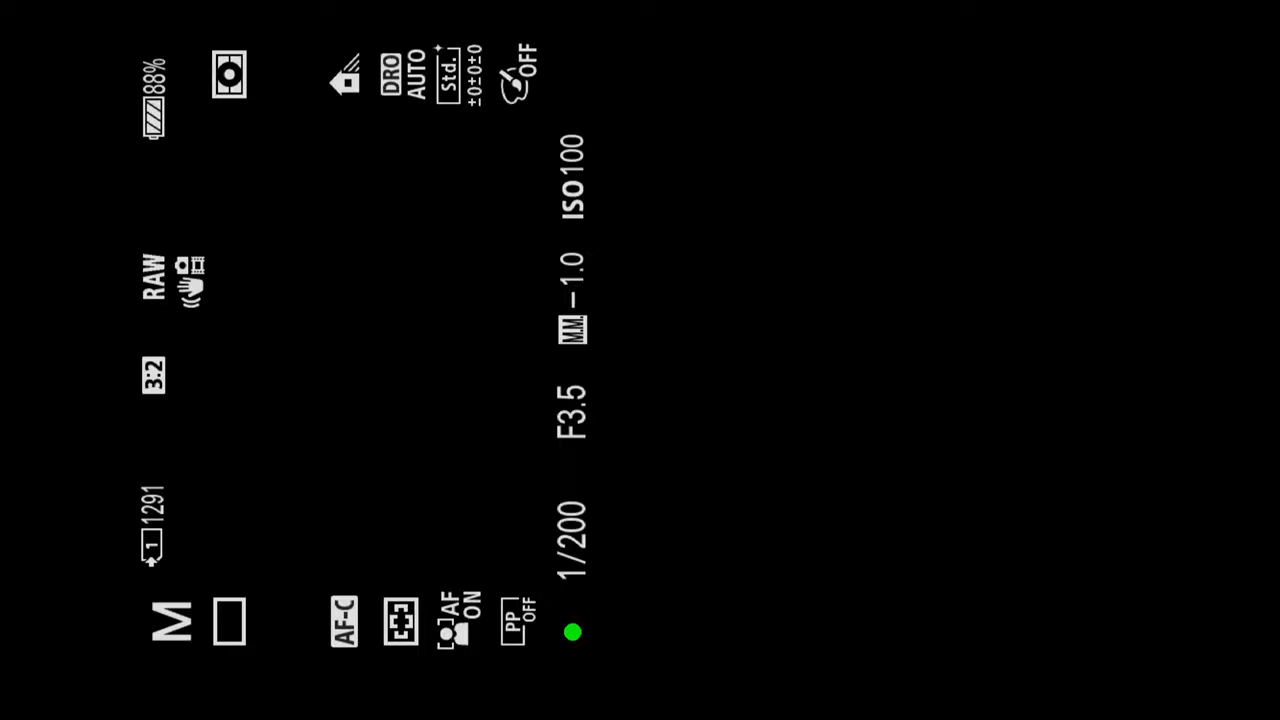 M
1 1291
3:2
RAW
88%
AF-C
AF
ON
PP
OFF
DRO
AUTO
Std.
±0±0±0
OFF
1/200 F3.5 M.M. –1.0 ISO100